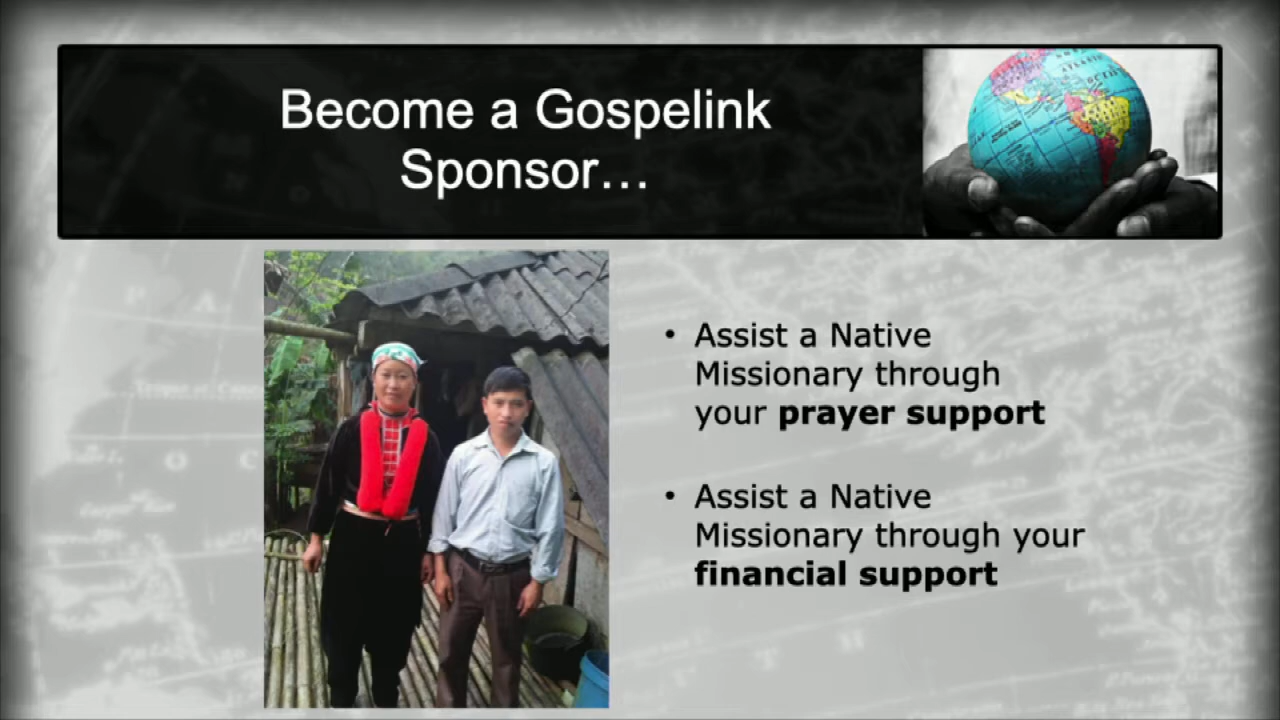 Become a Gospelink
Sponsor…
• Assist a Native
Missionary through
your prayer support
• Assist a Native
Missionary through your
financial support